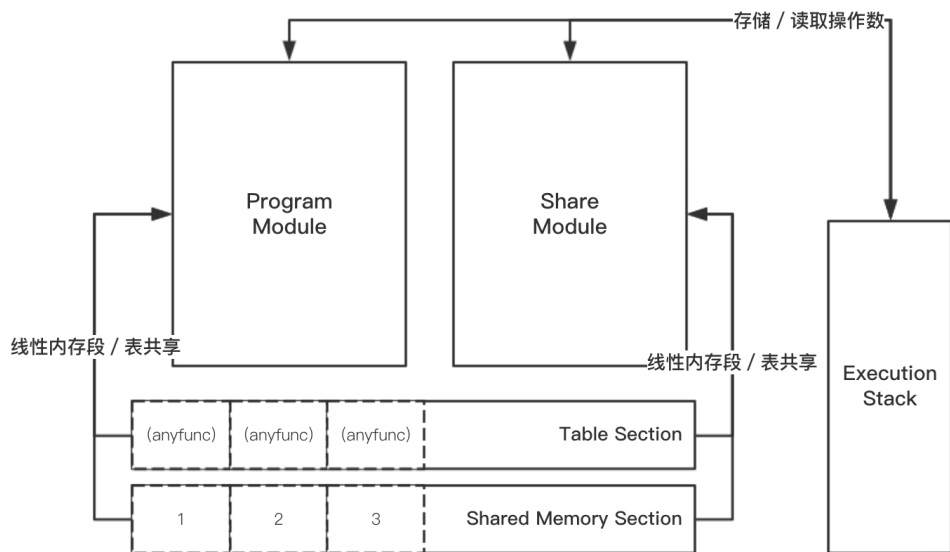 存储 / 读取操作数
Program
Module
Share
Module
线性内存段 / 表共享
线性内存段 / 表共享
Execution
Stack
(anyfunc) (anyfunc) (anyfunc) Table Section
1 2 3 Shared Memory Section